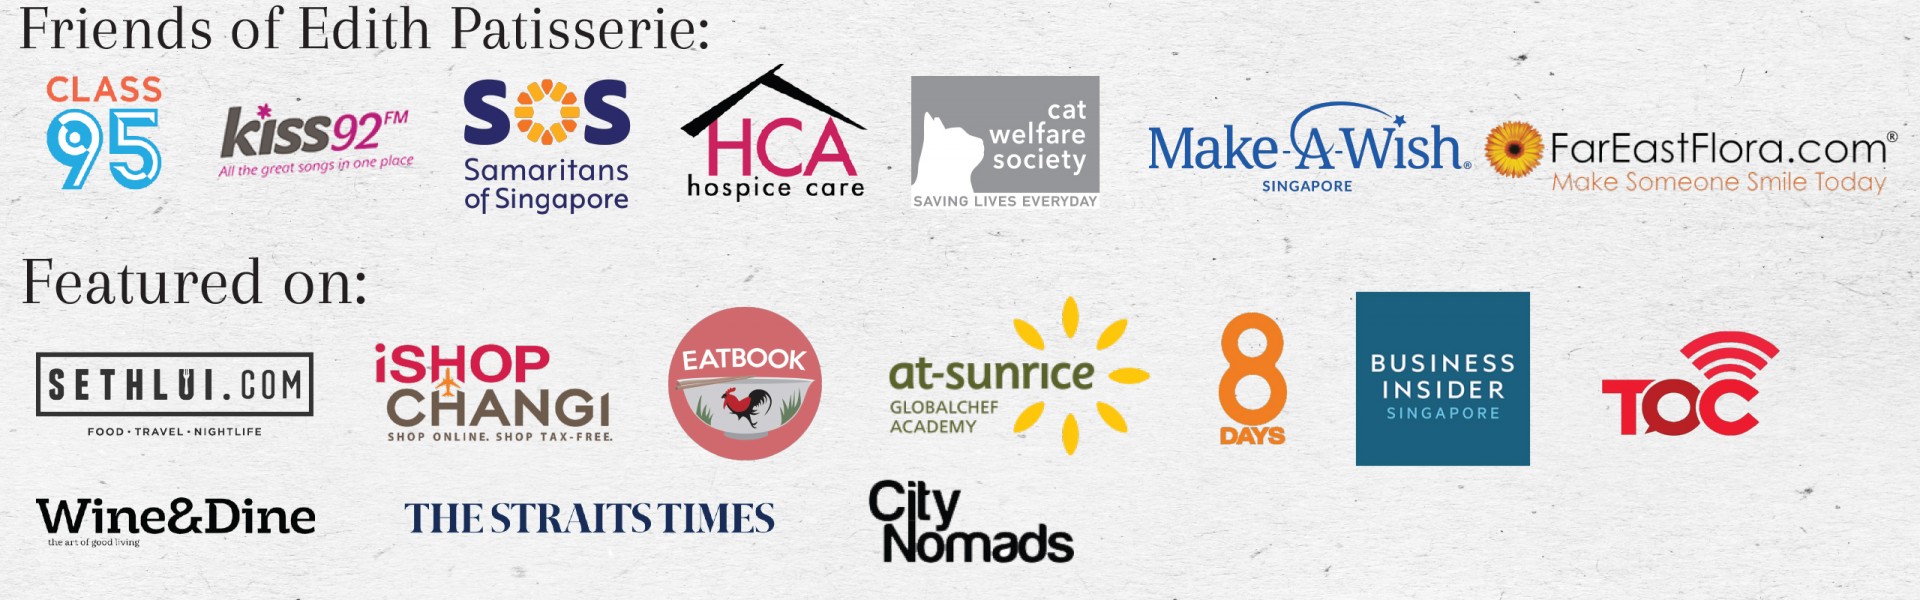 Friends of Edith Patisserie:
CLASS
95
kiss92FM
All the great songs in one place
SOS
Samaritans
of Singapore
HCA
hospice care
cat
welfare
society
SAVING LIVES EVERYDAY
Make-A-Wish®
SINGAPORE
FarEastFlora.com®
Make Someone Smile Today
Featured on:
SETHLUI.COM
FOOD • TRAVEL • NIGHTLIFE
iSHOP
CHANGI
SHOP ONLINE. SHOP TAX-FREE.
EATBOOK
at-sunrice
GLOBALCHEF
ACADEMY
8
DAYS
BUSINESS
INSIDER
SINGAPORE
TOC
Wine&Dine
the art of good living
THE STRAITS TIMES
City
Nomads